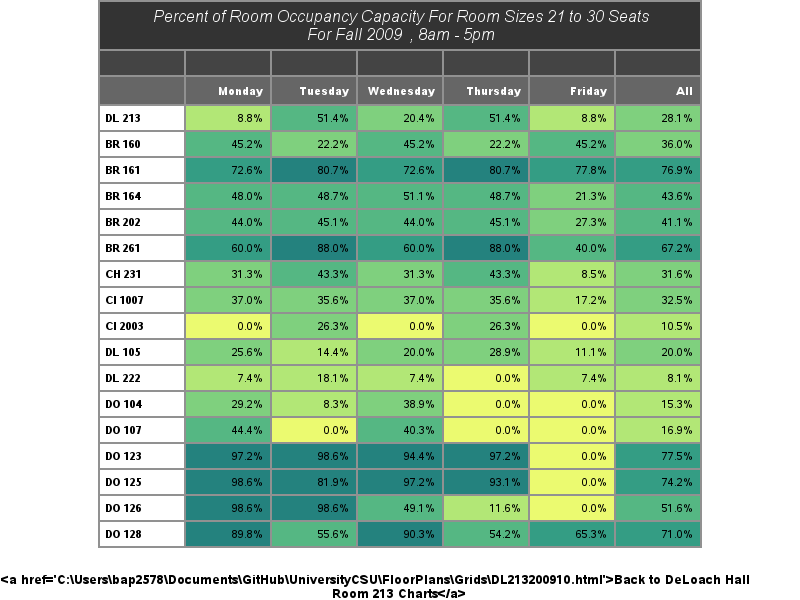 Percent of Room Occupancy Capacity For Room Sizes 21 to 30 Seats
For Fall 2009 , 8am - 5pm
Monday Tuesday Wednesday Thursday Friday All
DL 213 8.8% 51.4% 20.4% 51.4% 8.8% 28.1%
BR 160 45.2% 22.2% 45.2% 22.2% 45.2% 36.0%
BR 161 72.6% 80.7% 72.6% 80.7% 77.8% 76.9%
BR 164 48.0% 48.7% 51.1% 48.7% 21.3% 43.6%
BR 202 44.0% 45.1% 44.0% 45.1% 27.3% 41.1%
BR 261 60.0% 88.0% 60.0% 88.0% 40.0% 67.2%
CH 231 31.3% 43.3% 31.3% 43.3% 8.5% 31.6%
CI 1007 37.0% 35.6% 37.0% 35.6% 17.2% 32.5%
CI 2003 0.0% 26.3% 0.0% 26.3% 0.0% 10.5%
DL 105 25.6% 14.4% 20.0% 28.9% 11.1% 20.0%
DL 222 7.4% 18.1% 7.4% 0.0% 7.4% 8.1%
DO 104 29.2% 8.3% 38.9% 0.0% 0.0% 15.3%
DO 107 44.4% 0.0% 40.3% 0.0% 0.0% 16.9%
DO 123 97.2% 98.6% 94.4% 97.2% 0.0% 77.5%
DO 125 98.6% 81.9% 97.2% 93.1% 0.0% 74.2%
DO 126 98.6% 98.6% 49.1% 11.6% 0.0% 51.6%
DO 128 89.8% 55.6% 90.3% 54.2% 65.3% 71.0%
<a href='C:\Users\bap2578\Documents\GitHub\UniversityCSU\FloorPlans\Grids\DL213200910.html'>Back to DeLoach Hall
Room 213 Charts</a>